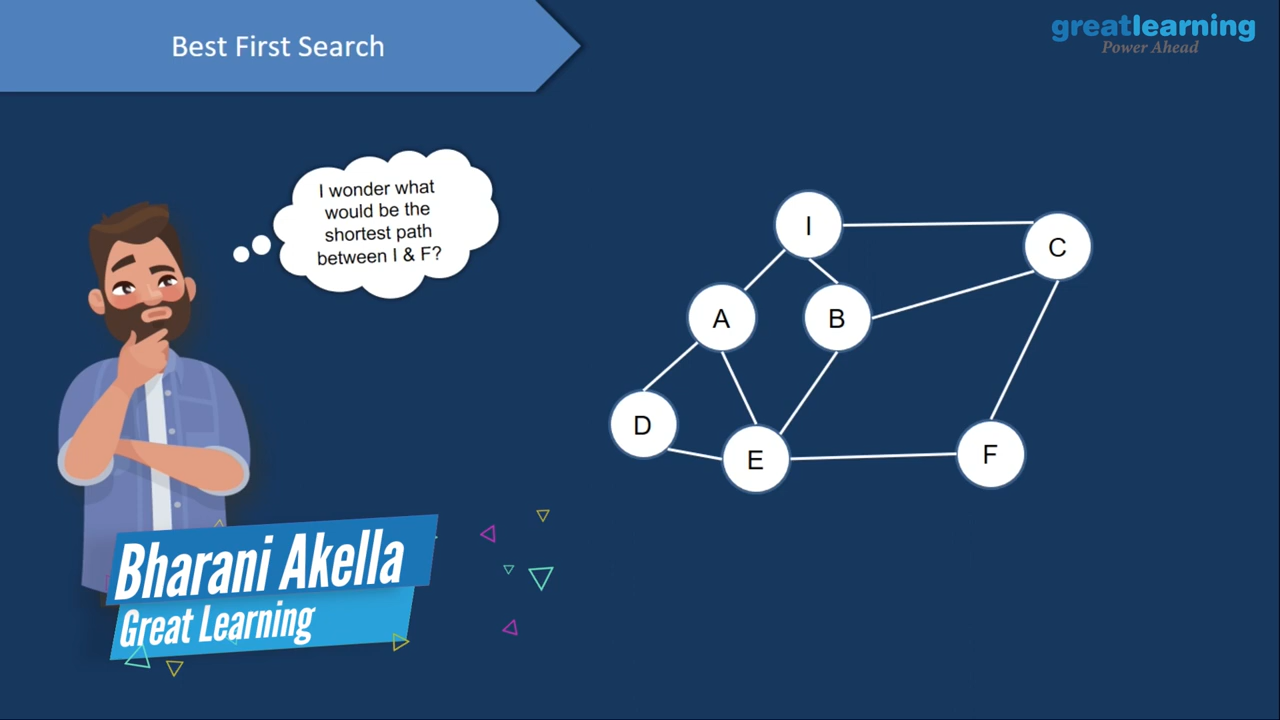 Best First Search
greatlearning
Power Ahead
I wonder what
would be the
shortest path
between I & F?
I
C
A
B
D
E
F
Bharani Akella
Great Learning